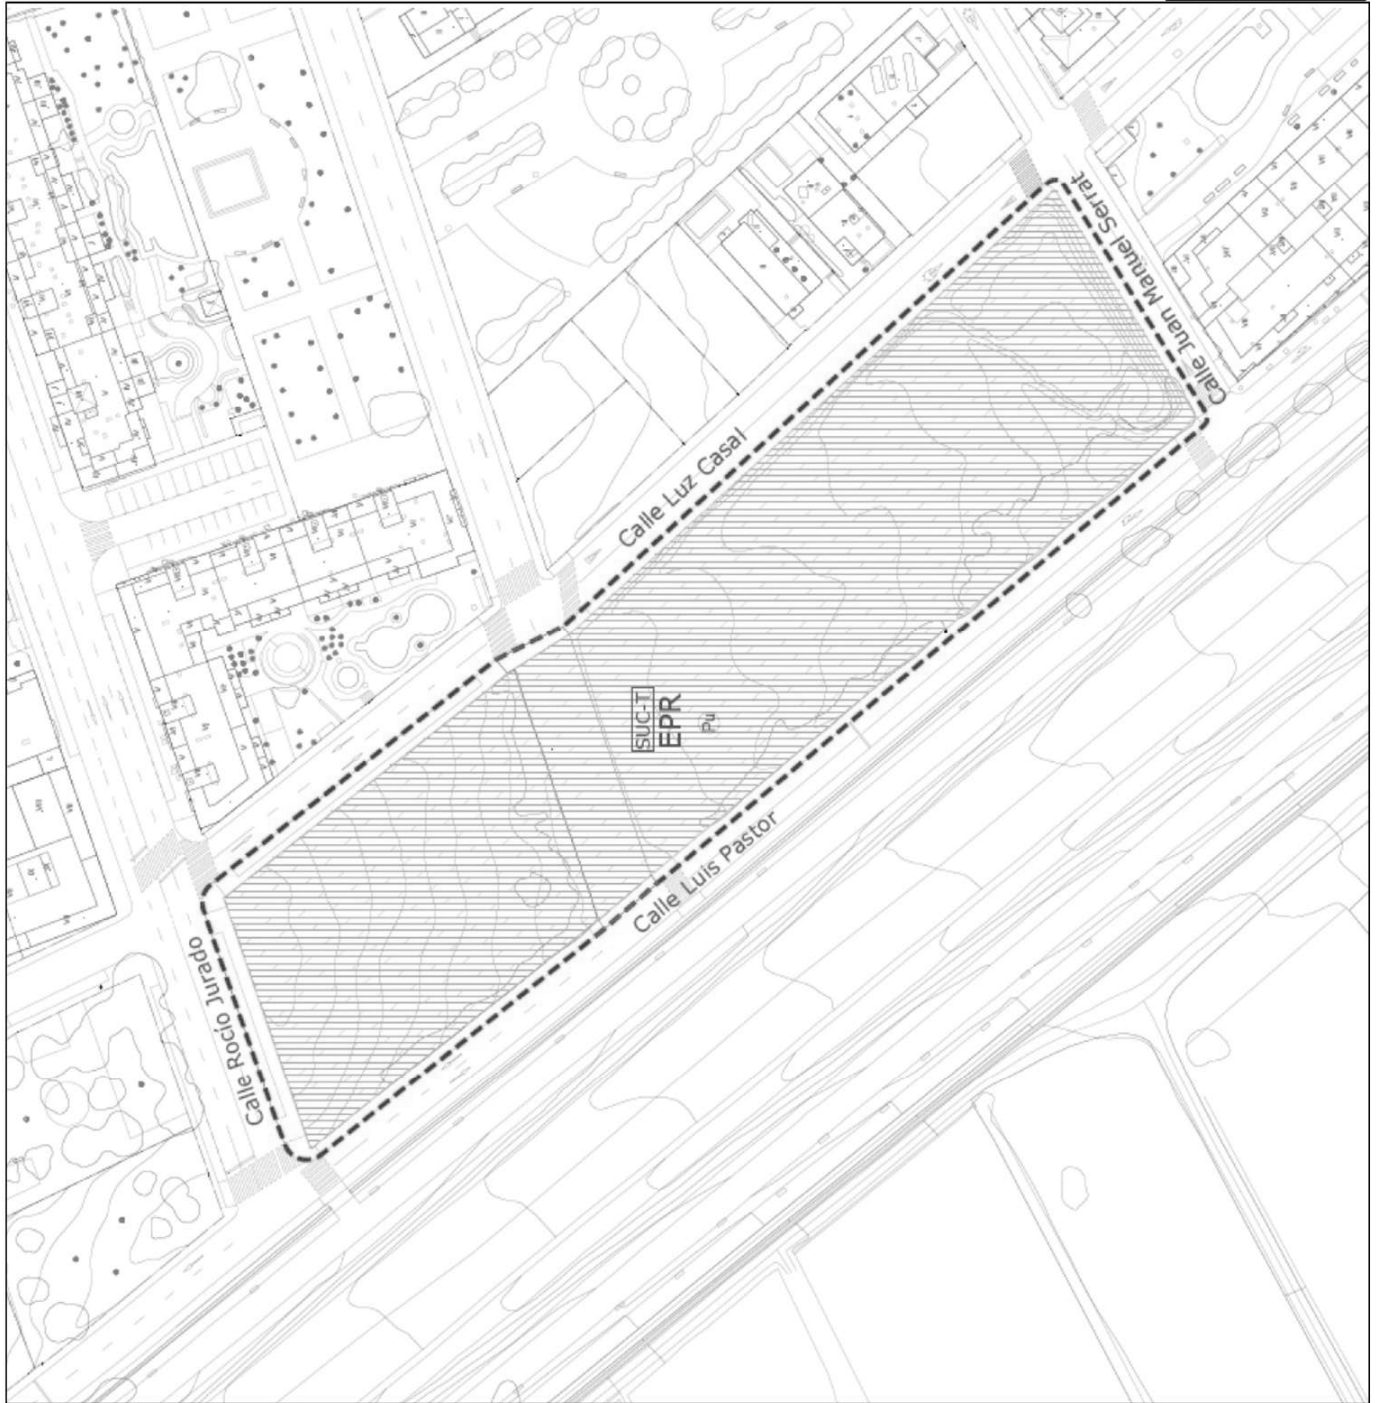 Calle Juan Manuel Serrat
Calle Luz Casal
SUC-T
EPR
Pu
Calle Luis Pastor
Calle Rocío Jurado